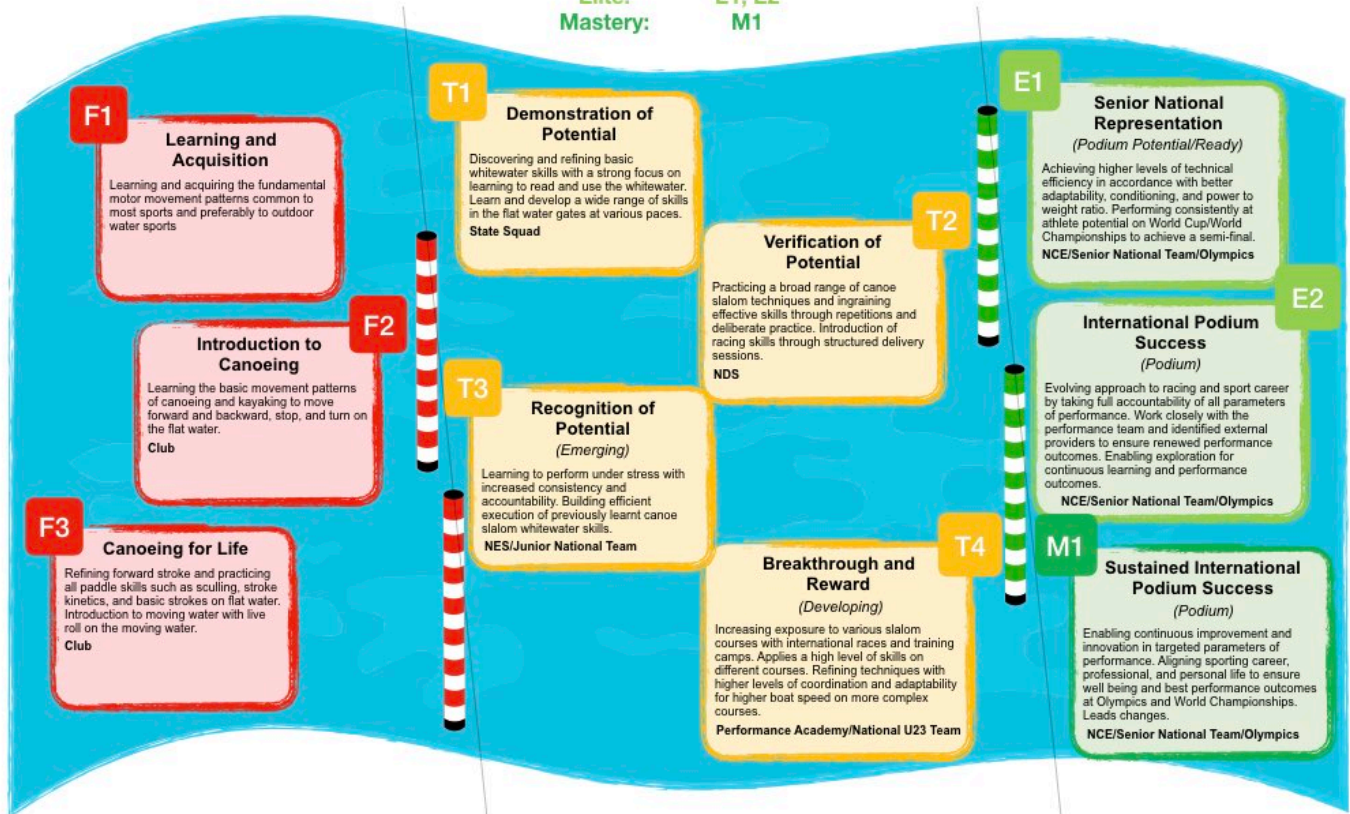 Elite: E1, E2
Mastery: M1
F1
Learning and
Acquisition
Learning and acquiring the fundamental
motor movement patterns common to
most sports and preferably to outdoor
water sports
F2
Introduction to
Canoeing
Learning the basic movement patterns
of canoeing and kayaking to move
forward and backward, stop, and turn on
the flat water.
Club
F3
Canoeing for Life
Refining forward stroke and practicing
all paddle skills such as sculling, stroke
kinetics, and basic strokes on flat water.
Introduction to moving water with live
roll on the moving water.
Club
T1
Demonstration of
Potential
Discovering and refining basic
whitewater skills with a strong focus on
learning to read and use the whitewater.
Learn and develop a wide range of skills
in the flat water gates at various paces.
State Squad
T2
Verification of
Potential
Practicing a broad range of canoe
slalom techniques and ingraining
effective skills through repetitions and
deliberate practice. Introduction of
racing skills through structured delivery
sessions.
NDS
T3
Recognition of
Potential
(Emerging)
Learning to perform under stress with
increased consistency and
accountability. Building efficient
execution of previously learnt canoe
slalom whitewater skills.
NES/Junior National Team
T4
Breakthrough and
Reward
(Developing)
Increasing exposure to various slalom
courses with international races and training
camps. Applies a high level of skills on
different courses. Refining techniques with
higher levels of coordination and adaptability
for higher boat speed on more complex
courses.
Performance Academy/National U23 Team
E1
Senior National
Representation
(Podium Potential/Ready)
Achieving higher levels of technical
efficiency in accordance with better
adaptability, conditioning, and power to
weight ratio. Performing consistently at
athlete potential on World Cup/World
Championships to achieve a semi-final.
NCE/Senior National Team/Olympics
E2
International Podium
Success
(Podium)
Evolving approach to racing and sport career
by taking full accountability of all parameters
of performance. Work closely with the
performance team and identified external
providers to ensure renewed performance
outcomes. Enabling exploration for
continuous learning and performance
outcomes.
NCE/Senior National Team/Olympics
M1
Sustained International
Podium Success
(Podium)
Enabling continuous improvement and
innovation in targeted parameters of
performance. Aligning sporting career,
professional, and personal life to ensure
well being and best performance outcomes
at Olympics and World Championships.
Leads changes.
NCE/Senior National Team/Olympics